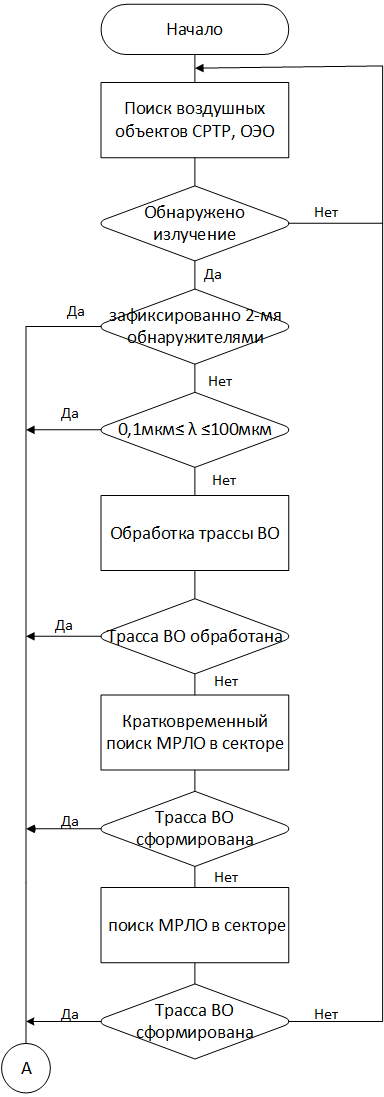 Начало
Поиск воздушных
объектов СРТР, ОЭО
Обнаружено
излучение
Нет
Да
зафиксированно 2-мя
обнаружителями
Да
Нет
0,1мкм≤ λ ≤100мкм
Да
Нет
Обработка трассы ВО
Трасса ВО обработана
Да
Нет
Кратковременный
поиск МРЛО в секторе
Трасса ВО
сформирована
Да
Нет
поиск МРЛО в секторе
Трасса ВО
сформирована
Да
Нет
А